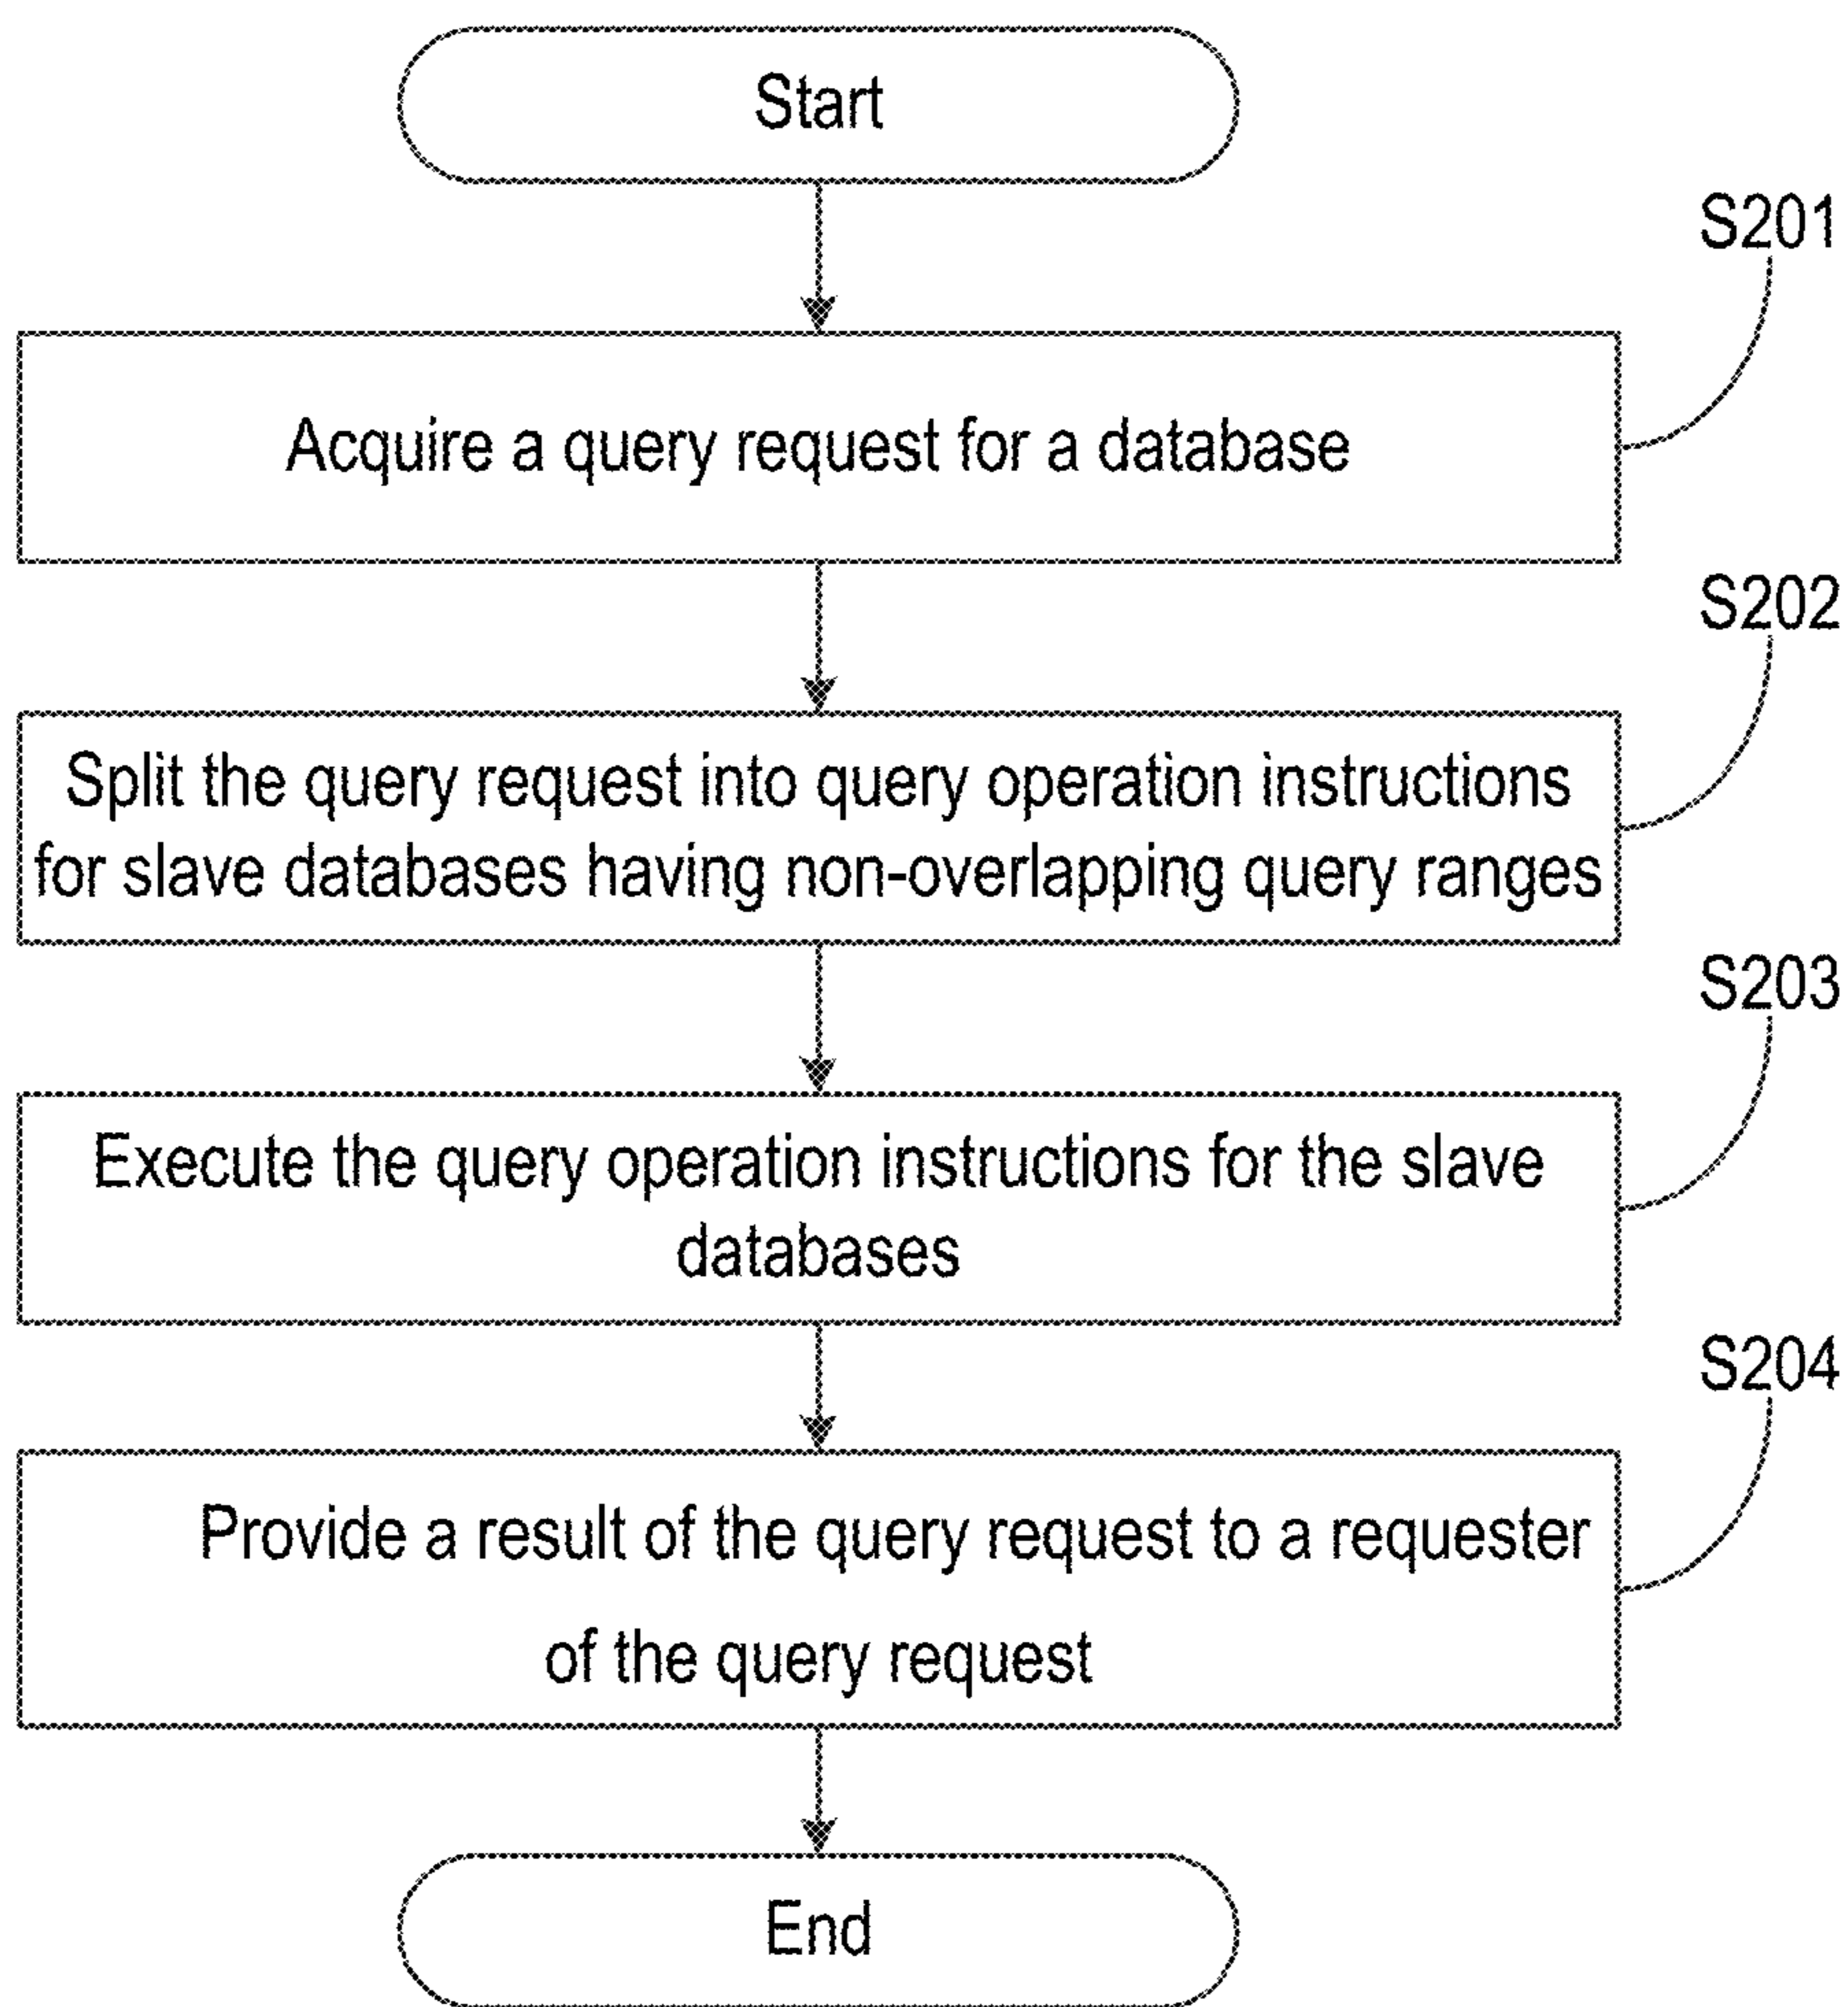 Start
S201
Acquire a query request for a database
S202
Split the query request into query operation instructions
for slave databases having non-overlapping query ranges
S203
Execute the query operation instructions for the slave
databases
S204
Provide a result of the query request to a requester
of the query request
End